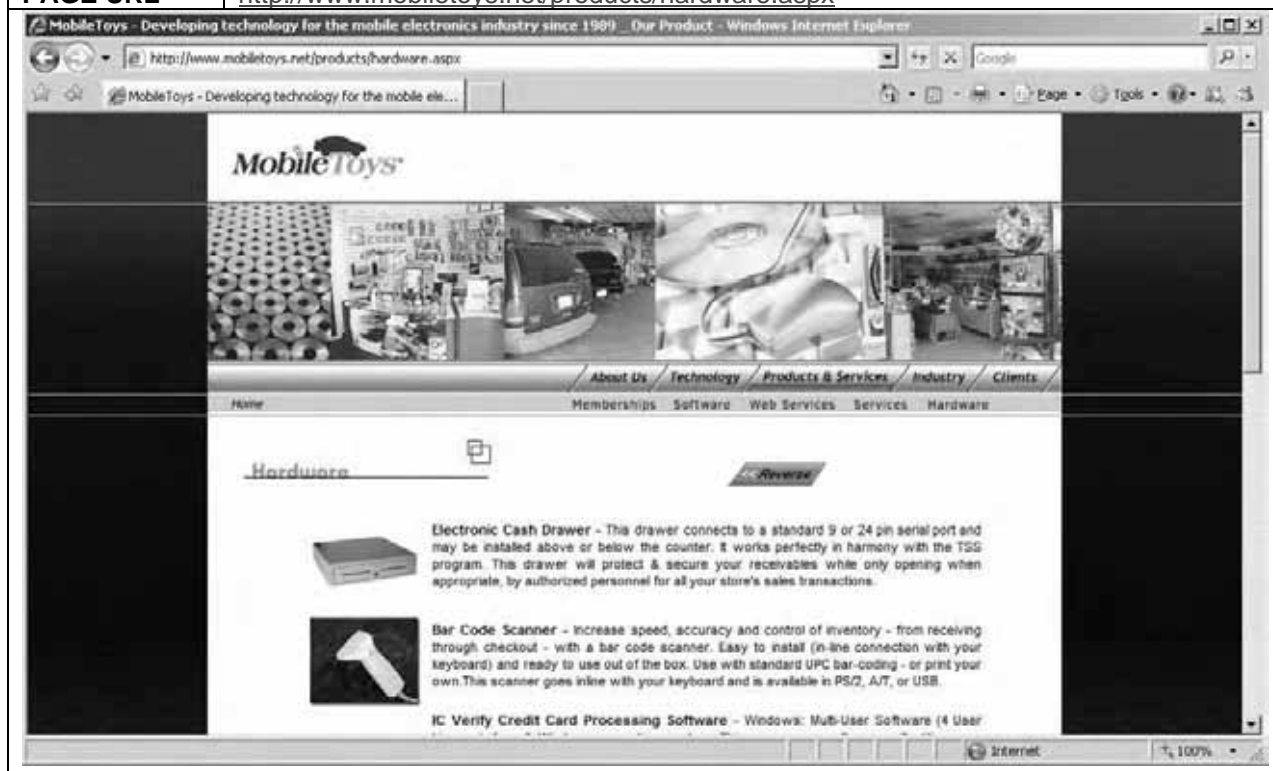 PAGE URL
http://www.mobiletoys.net/products/hardware.aspx
MobileToys - Developing technology for the mobile electronics industry since 1989 _ Our Product - Windows Internet Explorer
http://www.mobiletoys.net/products/hardware.aspx
Google
MobileToys - Developing technology for the mobile ele...
Page
Tools
MobileToys
About Us / Technology / Products & Services / Industry / Clients
Home
Memberships Software Web Services Services Hardware
Hardware
Reverse
Electronic Cash Drawer - This drawer connects to a standard 9 or 24 pin serial port and
may be installed above or below the counter. It works perfectly in harmony with the TSS
program. This drawer will protect & secure your receivables while only opening when
appropriate, by authorized personnel for all your store's sales transactions.
Bar Code Scanner - Increase speed, accuracy and control of inventory - from receiving
through checkout - with a bar code scanner. Easy to install (in-line connection with your
keyboard) and ready to use out of the box. Use with standard UPC bar-coding - or print your
own.This scanner goes inline with your keyboard and is available in PS/2, A/T, or USB.
IC Verify Credit Card Processing Software - Windows: Multi-User Software (4 User
Internet
100%